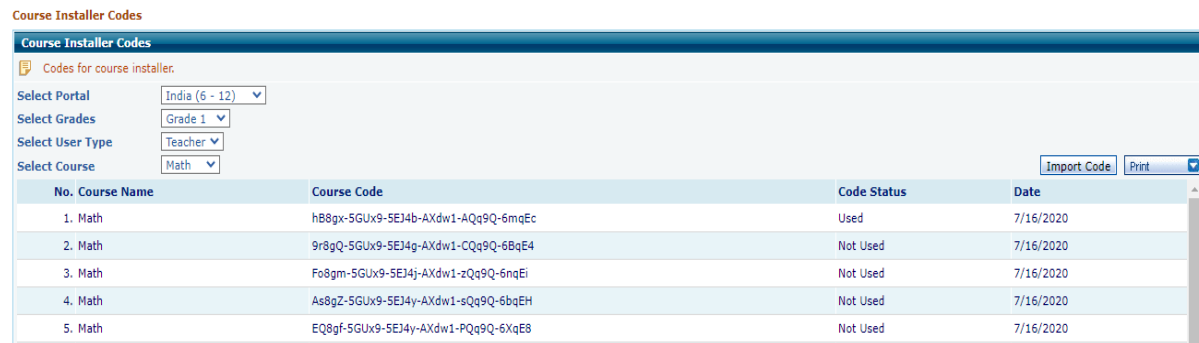 Course Installer Codes
Course Installer Codes
Codes for course installer.
Select Portal India (6 - 12)
Select Grades Grade 1
Select User Type Teacher
Select Course Math Import Code Print
No. Course Name Course Code Code Status Date
1. Math hB8gx-5GUx9-5EJ4b-AXdw1-AQq9Q-6mqEc Used 7/16/2020
2. Math 9r8gQ-5GUx9-5EJ4g-AXdw1-CQq9Q-6BqE4 Not Used 7/16/2020
3. Math Fo8gm-5GUx9-5EJ4j-AXdw1-zQq9Q-6nqEi Not Used 7/16/2020
4. Math As8gZ-5GUx9-5EJ4y-AXdw1-sQq9Q-6bqEH Not Used 7/16/2020
5. Math EQ8gf-5GUx9-5EJ4y-AXdw1-PQq9Q-6XqE8 Not Used 7/16/2020